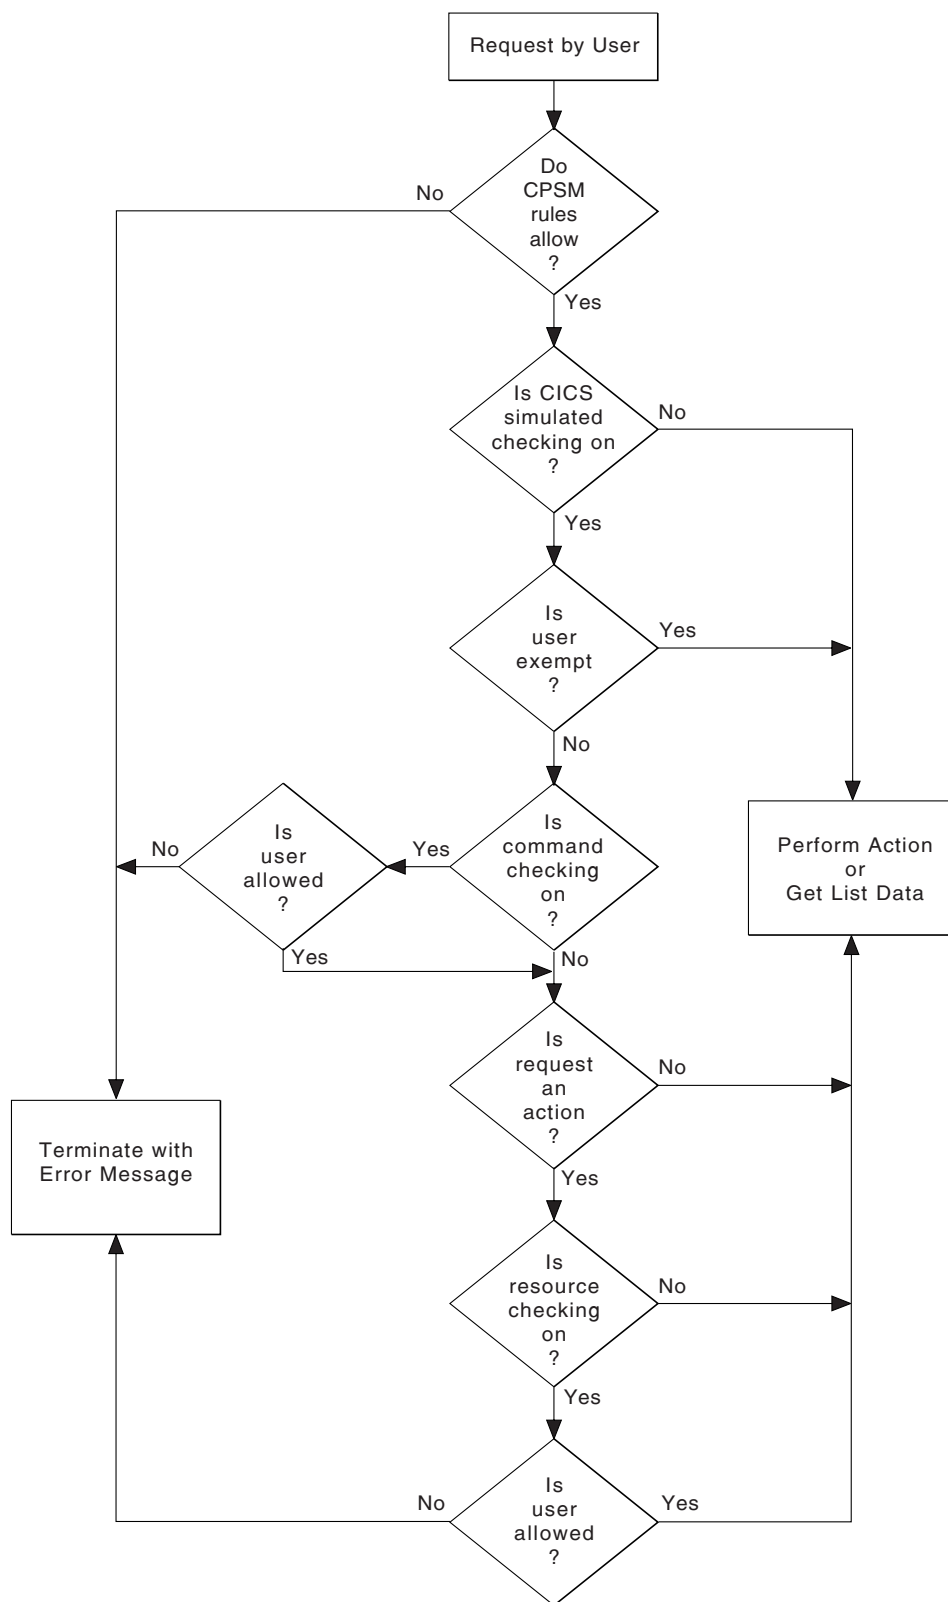 Request by User
Do
CPSM
rules
allow
?
No
Yes
Is CICS
simulated
checking on
?
No
Yes
Is
user
exempt
?
Yes
No
Is
command
checking
on
?
Yes
No
Is
user
allowed
?
No
Yes
Perform Action
or
Get List Data
Is
request
an
action
?
No
Yes
Terminate with
Error Message
Is
resource
checking
on
?
No
Yes
Is
user
allowed
?
No
Yes